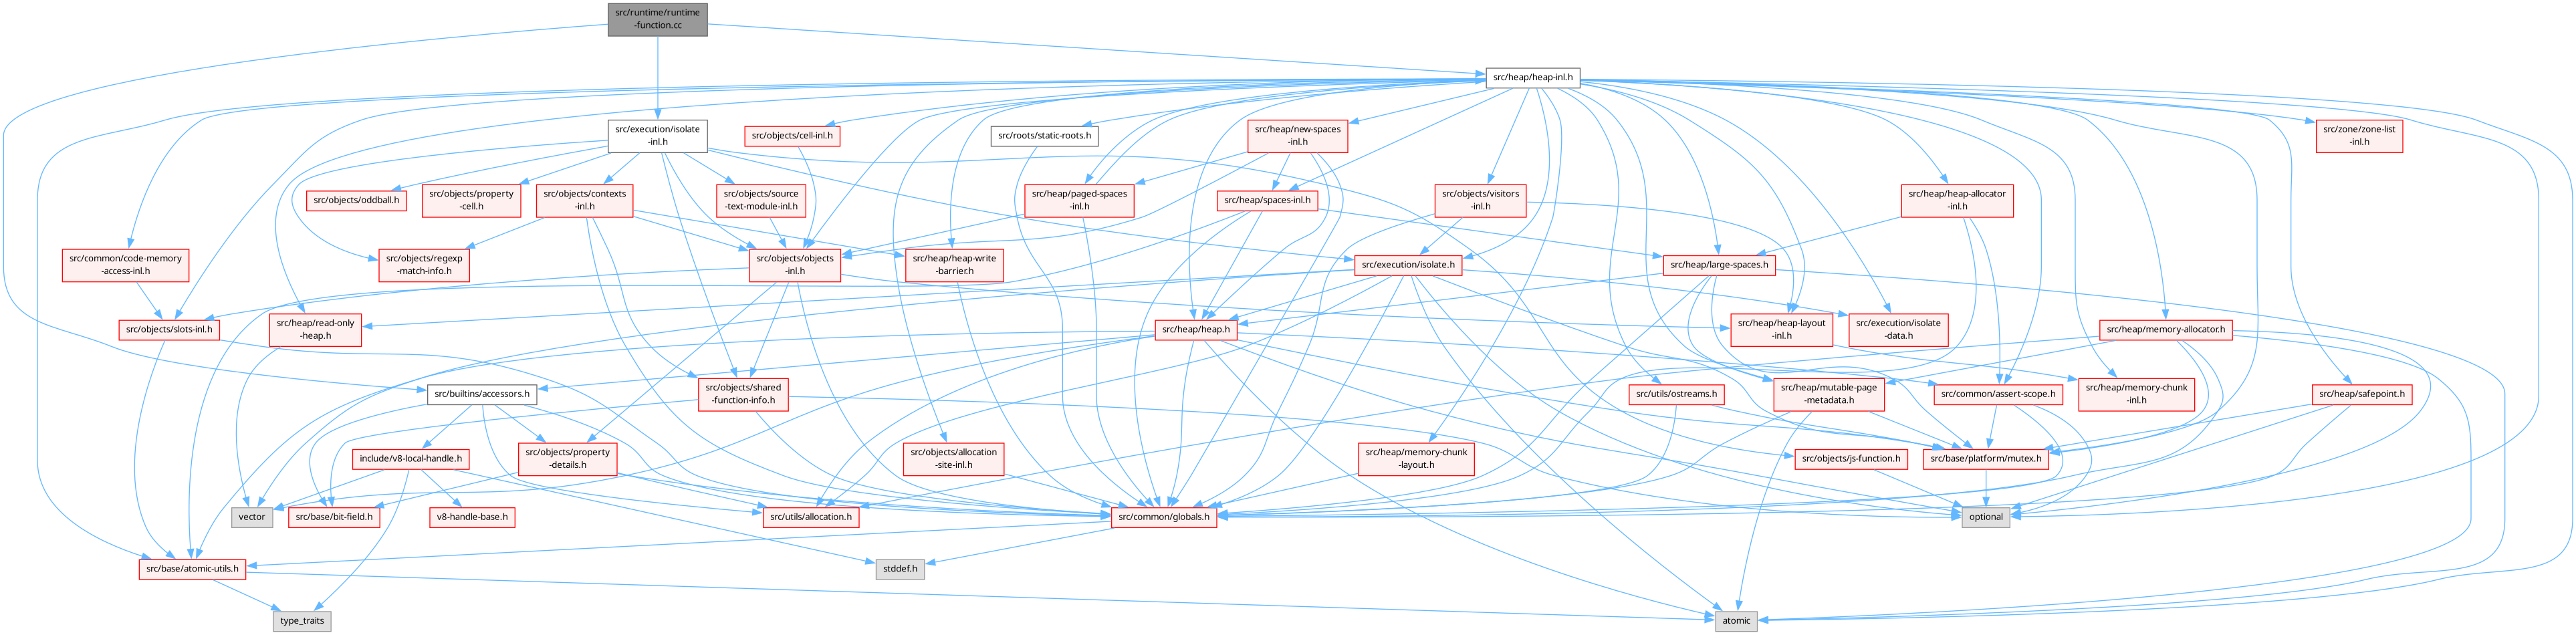 src/runtime/runtime
-function.cc
src/heap/heap-inl.h
src/execution/isolate
-inl.h
src/objects/cell-inl.h
src/roots/static-roots.h
src/heap/new-spaces
-inl.h
src/zone/zone-list
-inl.h
src/objects/oddball.h
src/objects/property
-cell.h
src/objects/contexts
-inl.h
src/objects/source
-text-module-inl.h
src/heap/paged-spaces
-inl.h
src/heap/spaces-inl.h
src/objects/visitors
-inl.h
src/heap/heap-allocator
-inl.h
src/common/code-memory
-access-inl.h
src/objects/regexp
-match-info.h
src/objects/objects
-inl.h
src/heap/heap-write
-barrier.h
src/execution/isolate.h
src/heap/large-spaces.h
src/objects/slots-inl.h
src/heap/read-only
-heap.h
src/heap/heap.h
src/heap/heap-layout
-inl.h
src/execution/isolate
-data.h
src/heap/memory-allocator.h
src/builtins/accessors.h
src/objects/shared
-function-info.h
src/utils/ostreams.h
src/heap/mutable-page
-metadata.h
src/common/assert-scope.h
src/heap/memory-chunk
-inl.h
src/heap/safepoint.h
include/v8-local-handle.h
src/objects/property
-details.h
src/objects/allocation
-site-inl.h
src/heap/memory-chunk
-layout.h
src/objects/js-function.h
src/base/platform/mutex.h
vector
src/base/bit-field.h
v8-handle-base.h
src/utils/allocation.h
src/common/globals.h
optional
src/base/atomic-utils.h
stddef.h
type_traits
atomic